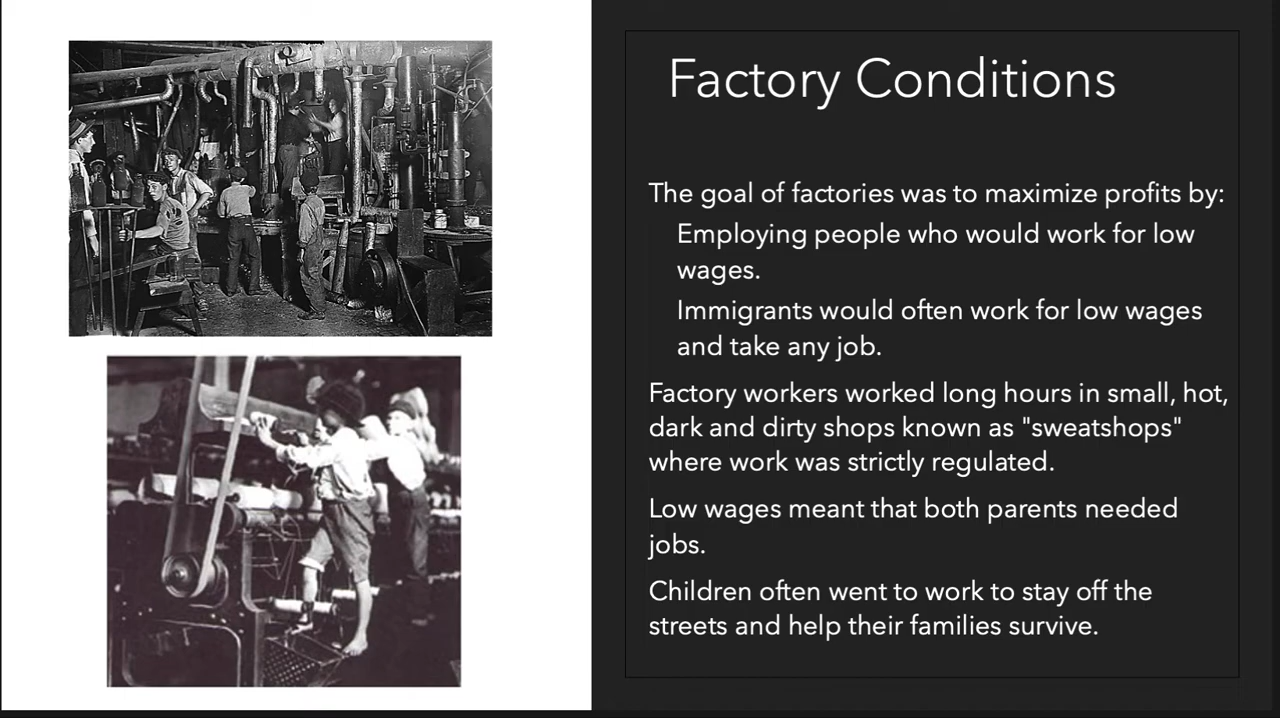 Factory Conditions
The goal of factories was to maximize profits by:
Employing people who would work for low
wages.
Immigrants would often work for low wages
and take any job.
Factory workers worked long hours in small, hot,
dark and dirty shops known as "sweatshops"
where work was strictly regulated.
Low wages meant that both parents needed
jobs.
Children often went to work to stay off the
streets and help their families survive.